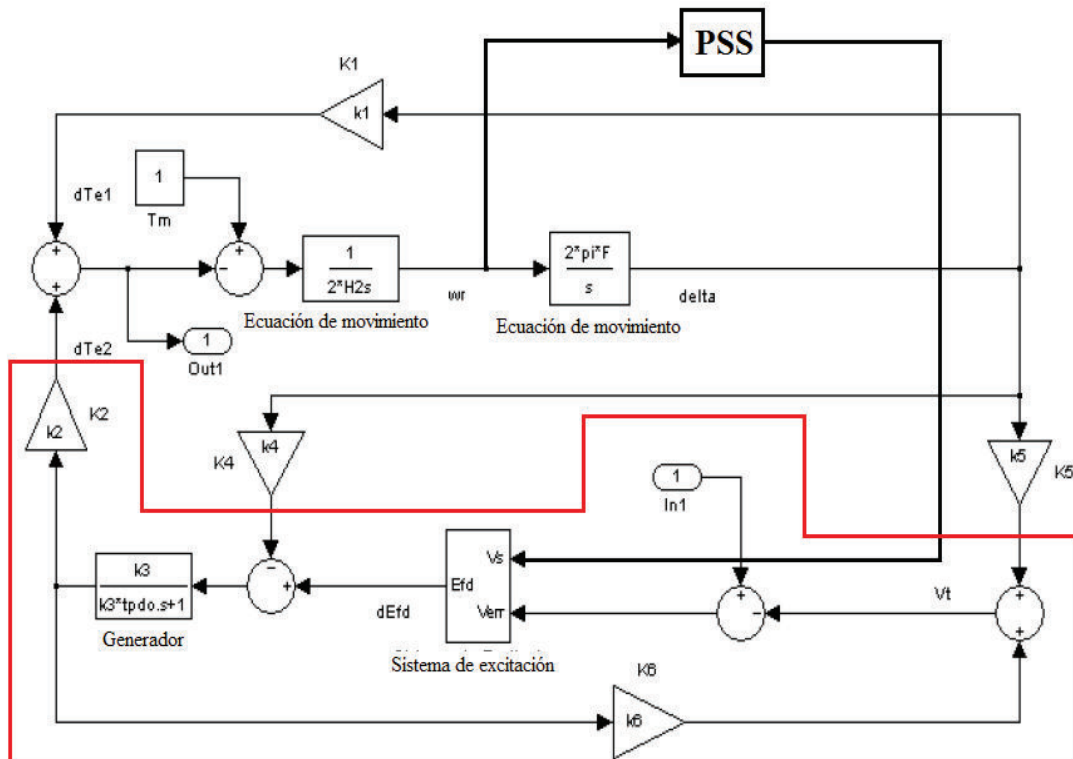 PSS
K1
k1
1
Tm
dTe1
+
+
+
-
1
2*H2s
Ecuación de movimiento
wr
2*pi*F
s
Ecuación de movimiento
delta
1
Out1
dTe2
k2
K2
k4
K4
k5
K5
1
In1
k3
k3*tpdo.s+1
Generador
-
+
dEfd
Vs
Efd
Verr
Sistema de excitación
+
-
Vt
+
+
K6
k6